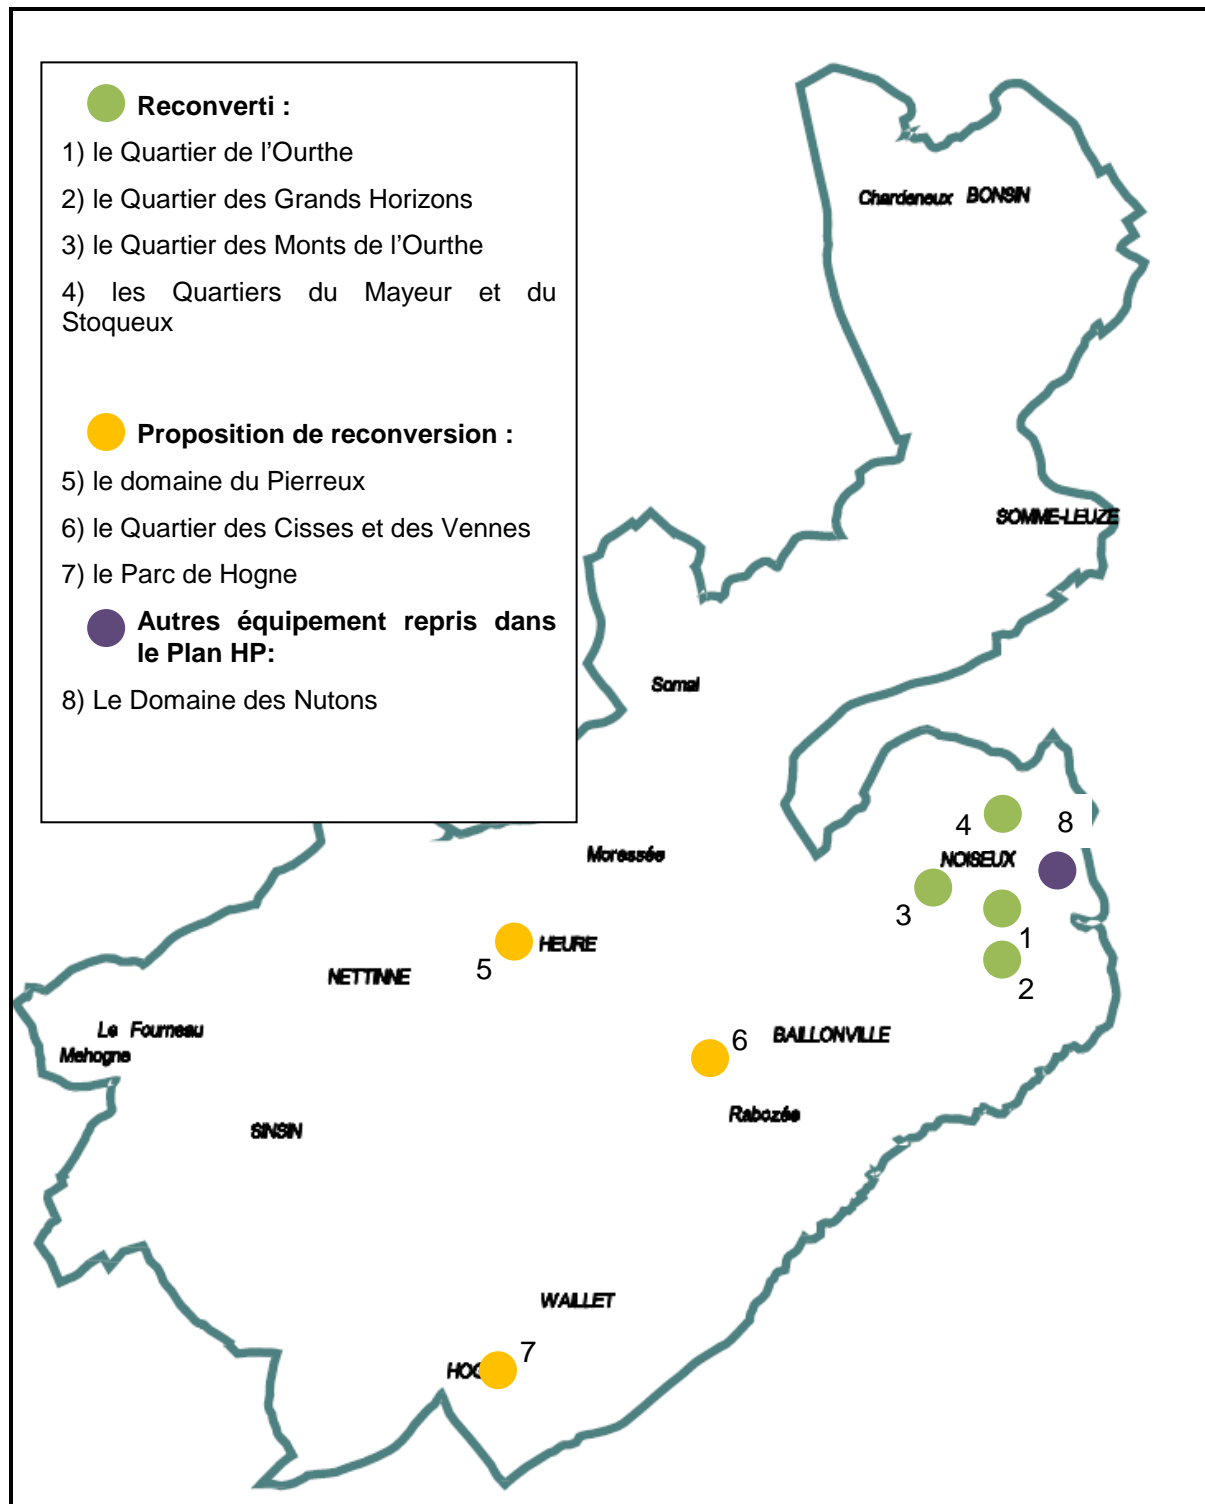 Reconverti :
1) le Quartier de l’Ourthe
2) le Quartier des Grands Horizons
3) le Quartier des Monts de l’Ourthe
4) les Quartiers du Mayeur et du
Stoqueux
Proposition de reconversion :
5) le domaine du Pierreux
6) le Quartier des Cisses et des Vennes
7) le Parc de Hogne
Autres équipement repris dans
le Plan HP:
8) Le Domaine des Nutons
Chardeneux BONSIN
SOMME-LEUZE
Somal
4
8
Moressée
NOISEUX
3
1
HEURE
5
NETTINNE
2
Le Fourneau
BAILLONVILLE
6
Mehogne
Rabozée
SINSIN
WAILLET
7